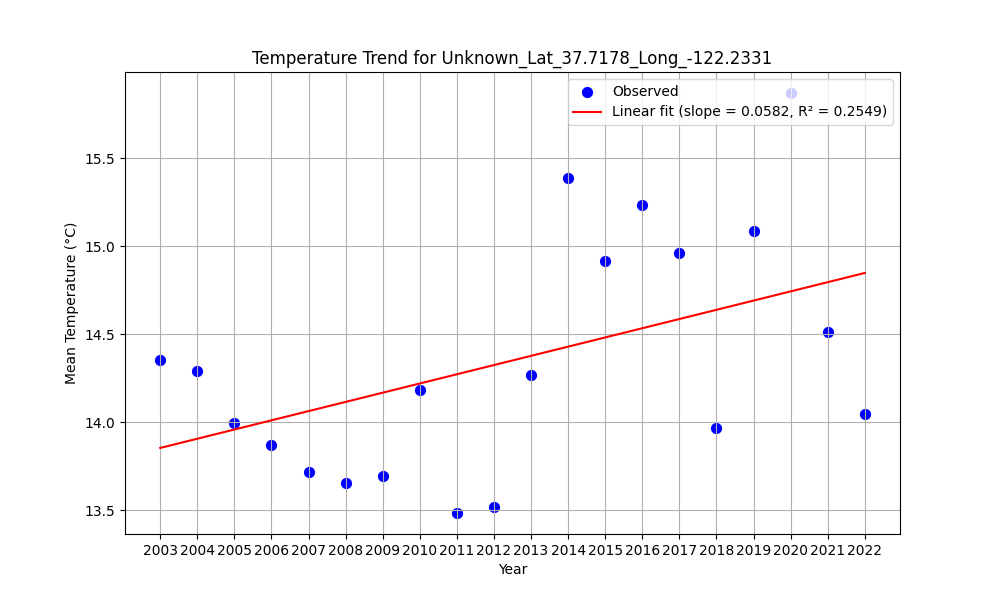 Temperature Trend for Unknown_Lat_37.7178_Long_-122.2331
Observed
Linear fit (slope = 0.0582, R² = 0.2549)
15.5
15.0
14.5
14.0
13.5
Mean Temperature (°C)
2003 2004 2005 2006 2007 2008 2009 2010 2011 2012 2013 2014 2015 2016 2017 2018 2019 2020 2021 2022
Year